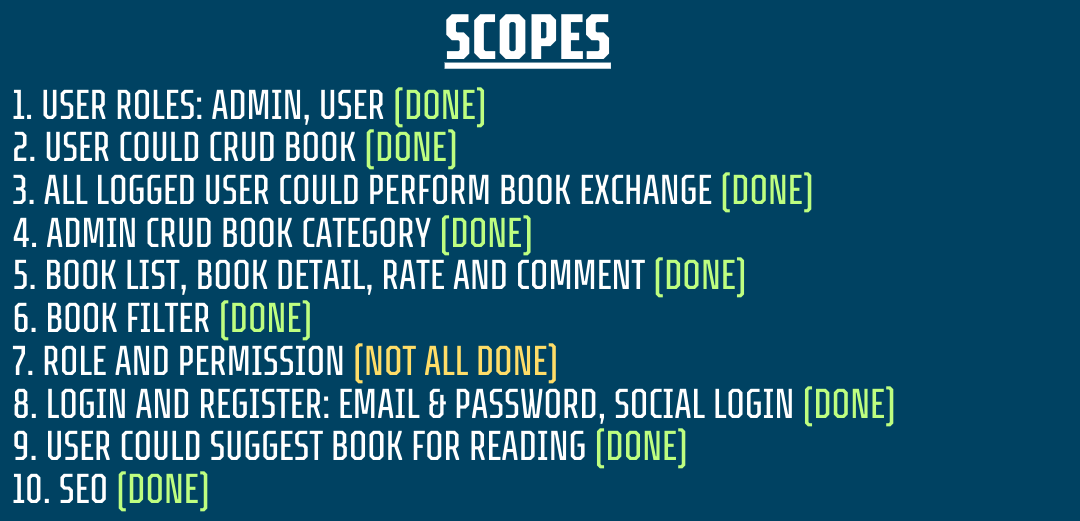 SCOPES
1. USER ROLES: ADMIN, USER (DONE)
2. USER COULD CRUD BOOK (DONE)
3. ALL LOGGED USER COULD PERFORM BOOK EXCHANGE (DONE)
4. ADMIN CRUD BOOK CATEGORY (DONE)
5. BOOK LIST, BOOK DETAIL, RATE AND COMMENT (DONE)
6. BOOK FILTER (DONE)
7. ROLE AND PERMISSION (NOT ALL DONE)
8. LOGIN AND REGISTER: EMAIL & PASSWORD, SOCIAL LOGIN (DONE)
9. USER COULD SUGGEST BOOK FOR READING (DONE)
10. SEO (DONE)